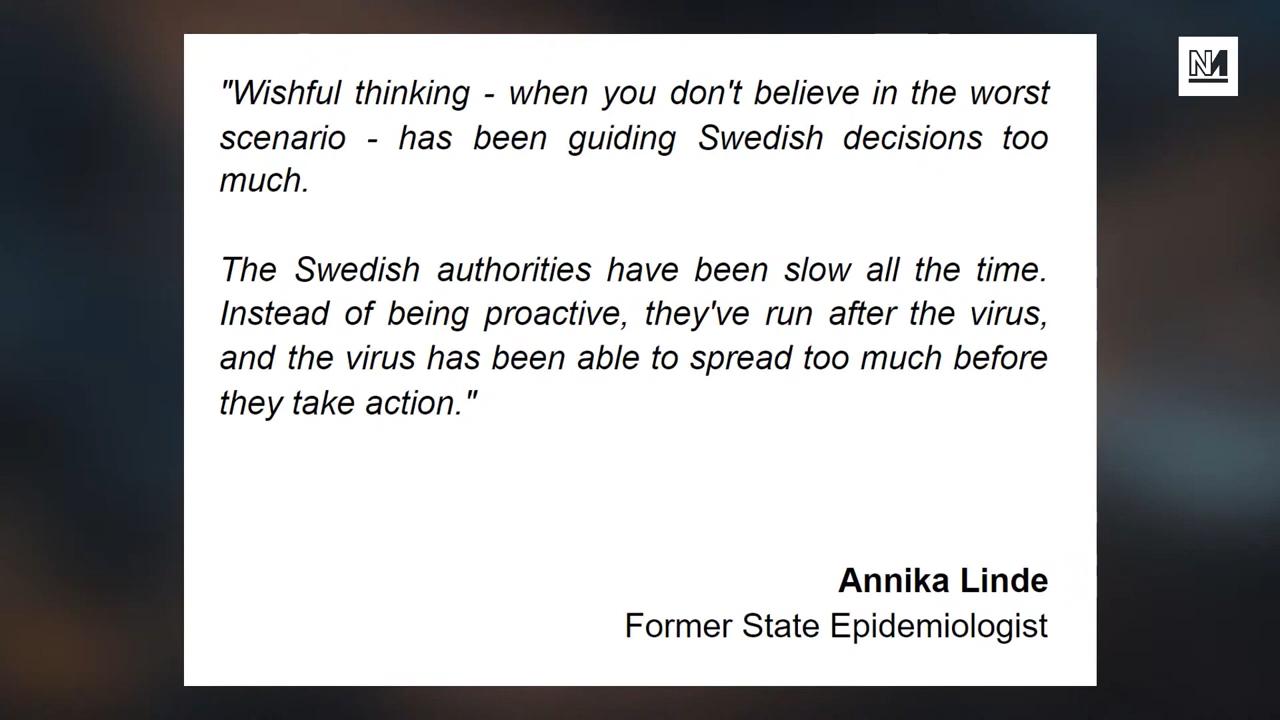 "Wishful thinking - when you don't believe in the worst
scenario - has been guiding Swedish decisions too
much.
The Swedish authorities have been slow all the time.
Instead of being proactive, they've run after the virus,
and the virus has been able to spread too much before
they take action."
Annika Linde
Former State Epidemiologist